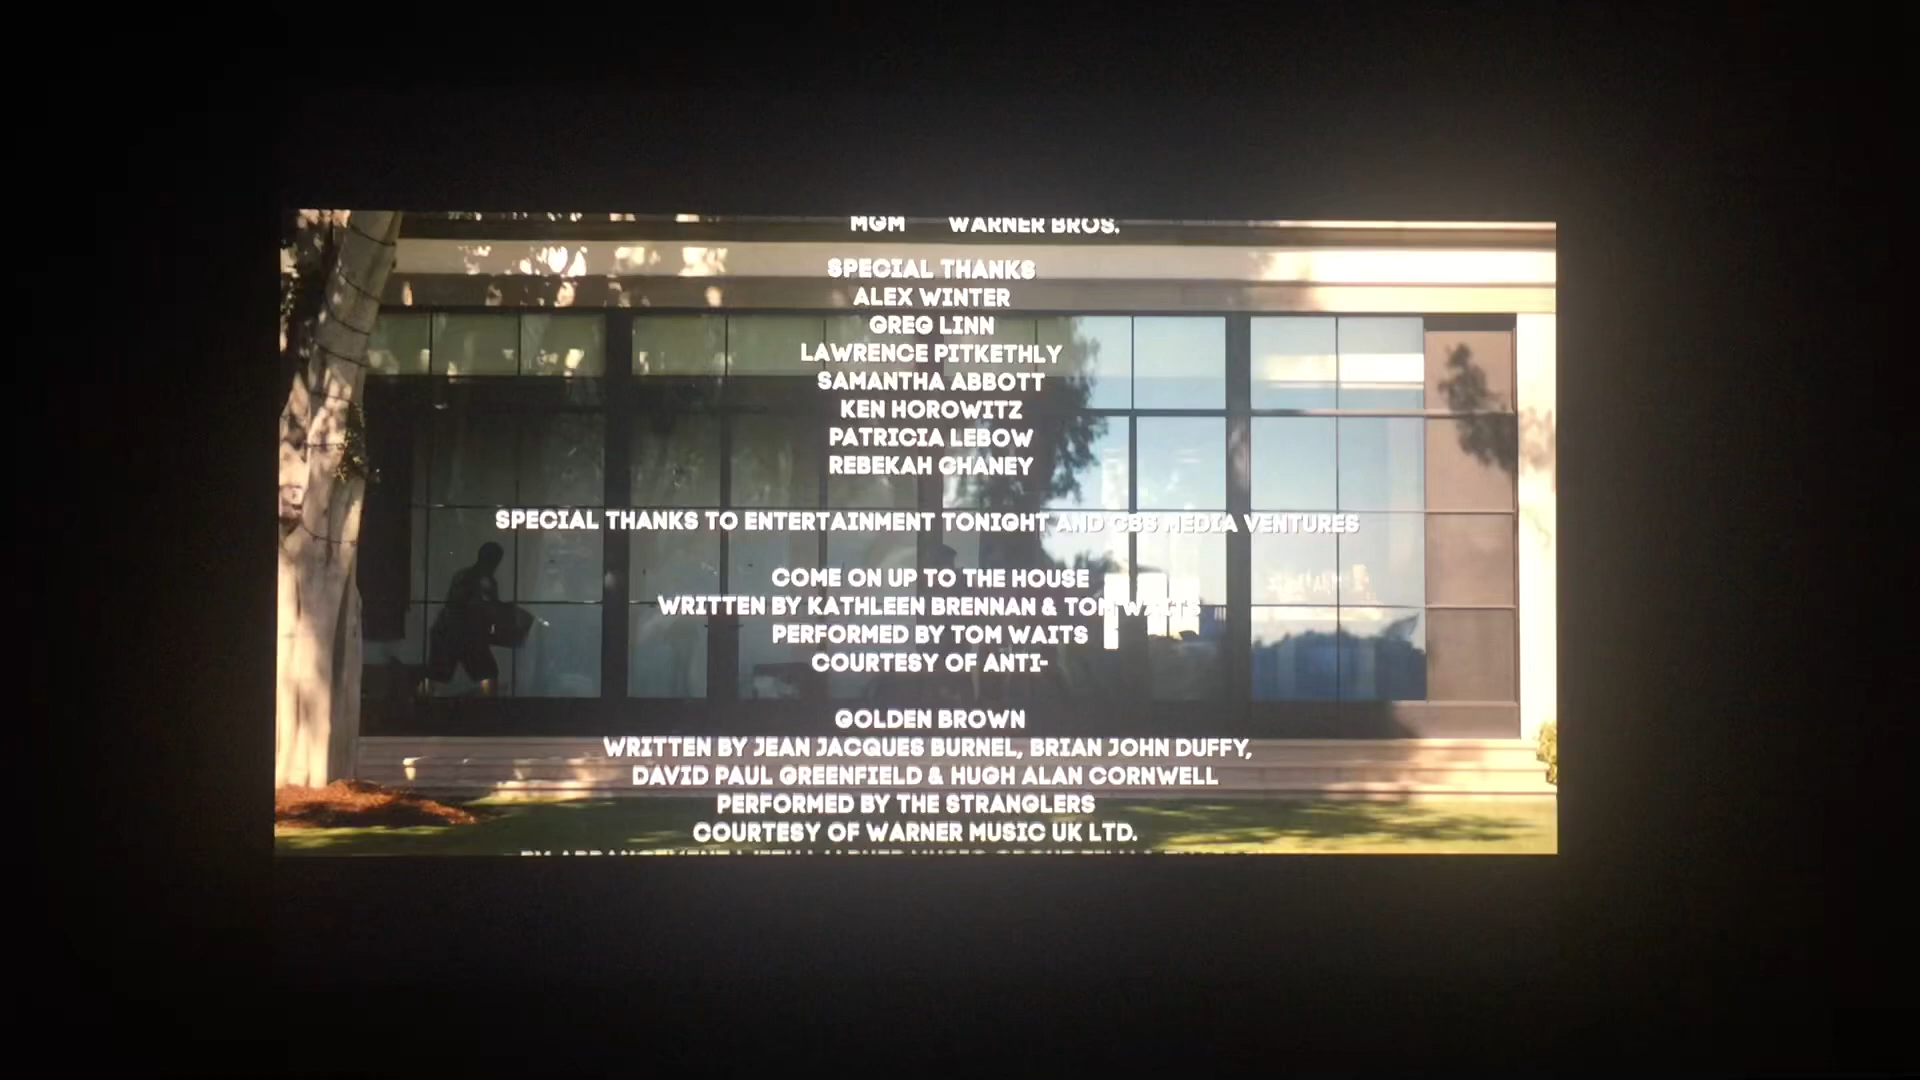 MGM WARNER BROS.
SPECIAL THANKS
ALEX WINTER
GREG LINN
LAWRENCE PITKETHLY
SAMANTHA ABBOTT
KEN HOROWITZ
PATRICIA LEBOW
REBEKAH CHANEY
SPECIAL THANKS TO ENTERTAINMENT TONIGHT AND CBS MEDIA VENTURES
COME ON UP TO THE HOUSE
WRITTEN BY KATHLEEN BRENNAN & TOM WAITS
PERFORMED BY TOM WAITS
COURTESY OF ANTI-
GOLDEN BROWN
WRITTEN BY JEAN JACQUES BURNEL, BRIAN JOHN DUFFY,
DAVID PAUL GREENFIELD & HUGH ALAN CORNWELL
PERFORMED BY THE STRANGLERS
COURTESY OF WARNER MUSIC UK LTD.